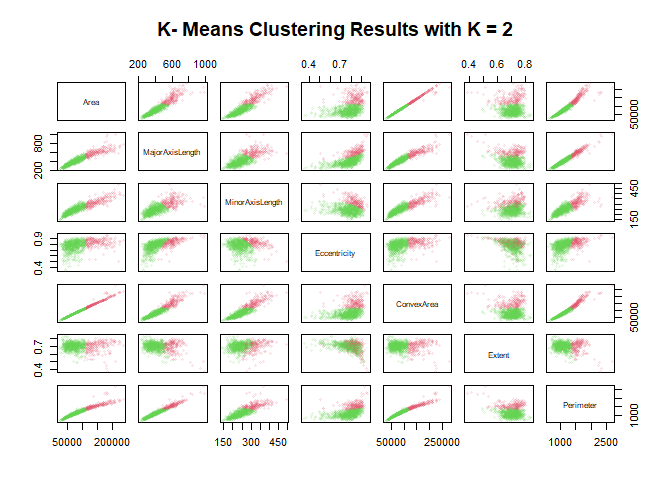 K- Means Clustering Results with K = 2
200 600 1000
0.4 0.7
0.4 0.6 0.8
Area
50000
200 800
MajorAxisLength
MinorAxisLength
150 450
0.4 0.9
Eccentricity
ConvexArea
50000
0.4 0.7
Extent
Perimeter
1000
50000 200000
150 300 450
50000 250000
1000 2500